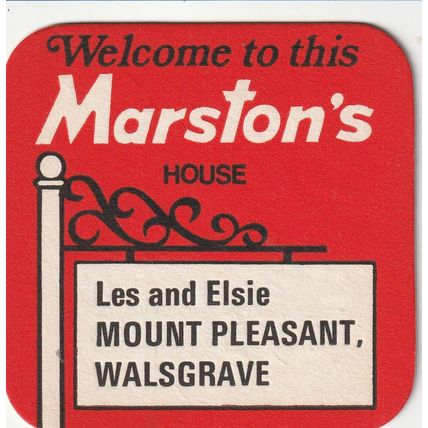 Welcome to this
Marston's
HOUSE
Les and Elsie
MOUNT PLEASANT,
WALSGRAVE